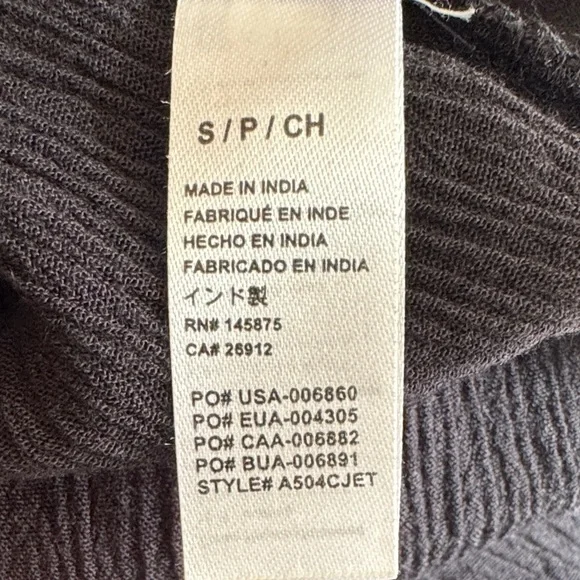 S / P / CH
MADE IN INDIA
FABRIQUÉ EN INDE
HECHO EN INDIA
FABRICADO EN INDIA
インド製
RN# 145875
CA# 26912
PO# USA-006860
PO# EUA-004305
PO# CAA-006882
PO# BUA-006891
STYLE# A504CJET